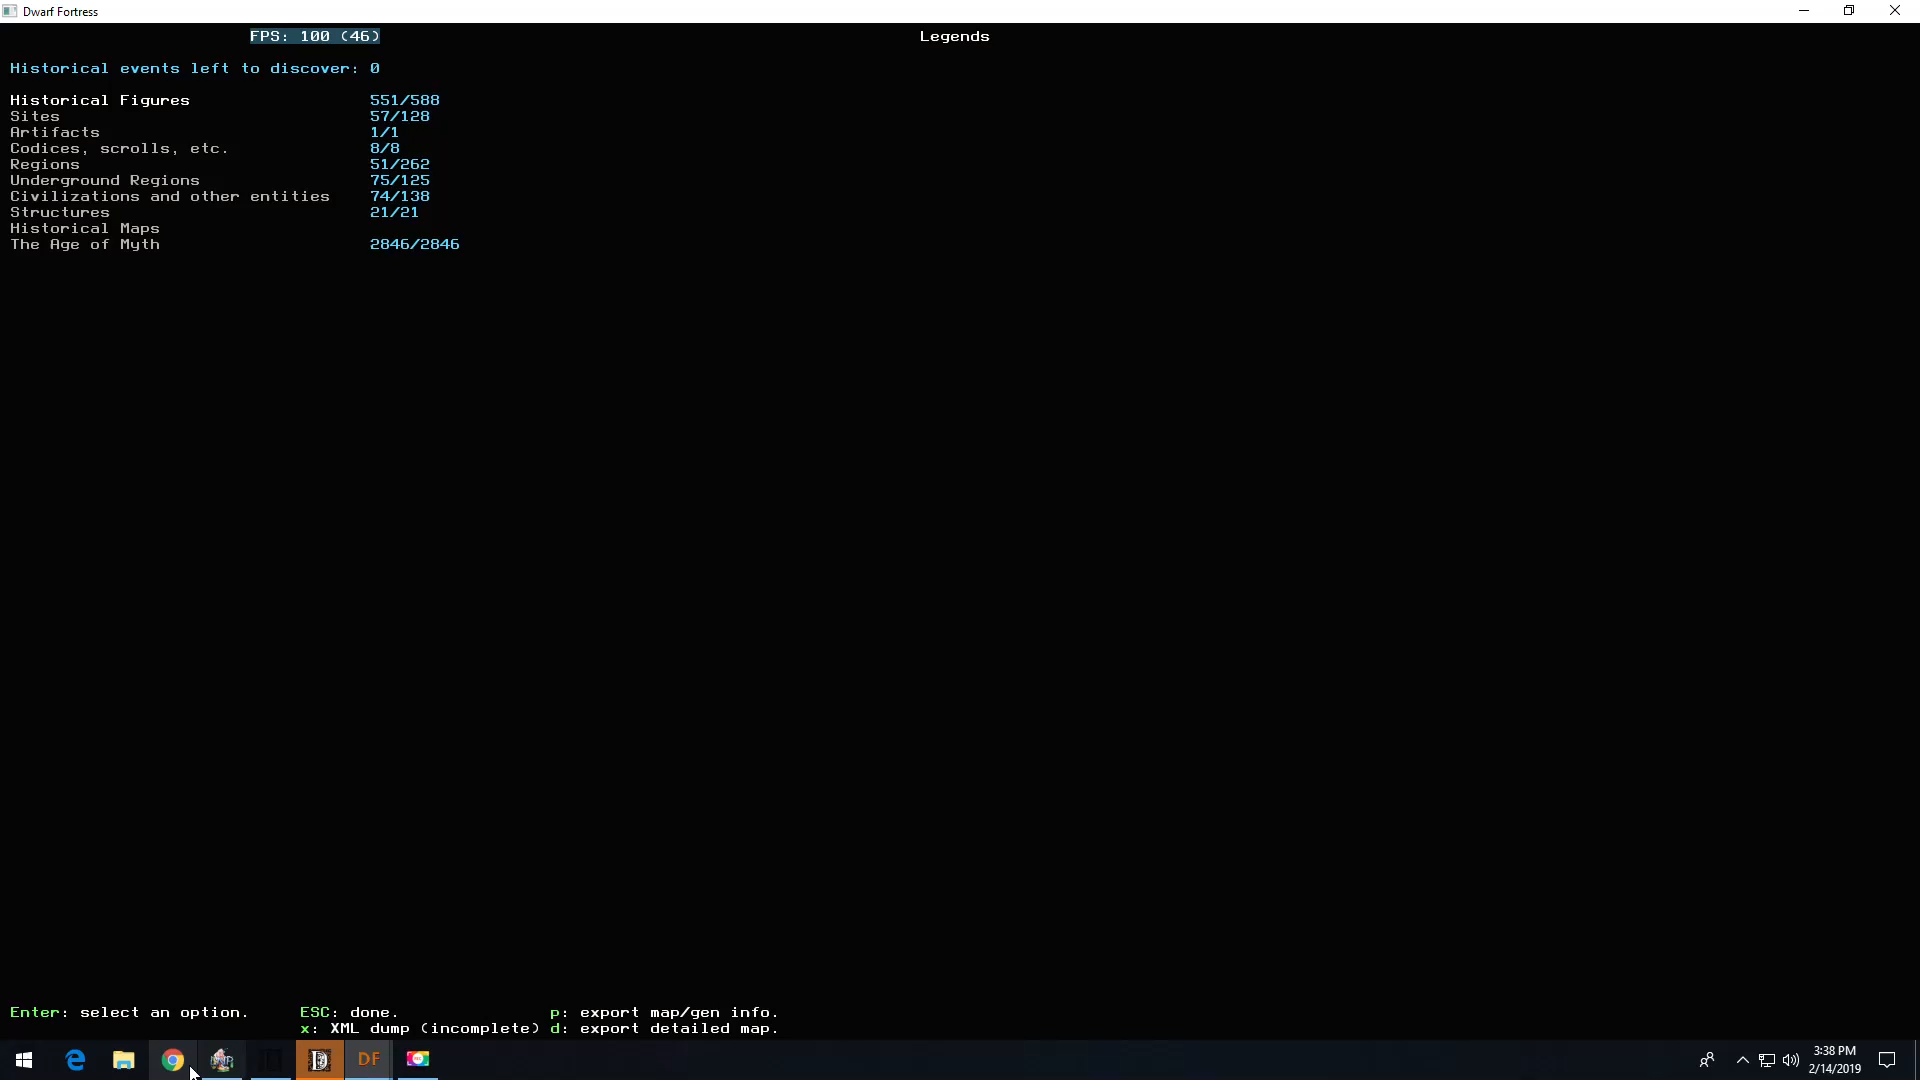 Dwarf Fortress
FPS: 100 (46) Legends
Historical events left to discover: 0
Historical Figures 551/588
Sites 57/128
Artifacts 1/1
Codices, scrolls, etc. 8/8
Regions 51/262
Underground Regions 75/125
Civilizations and other entities 74/138
Structures 21/21
Historical Maps
The Age of Myth 2846/2846
Enter: select an option. ESC: done. p: export map/gen info.
x: XML dump (incomplete) d: export detailed map.
D DF
3:38 PM
2/14/2019